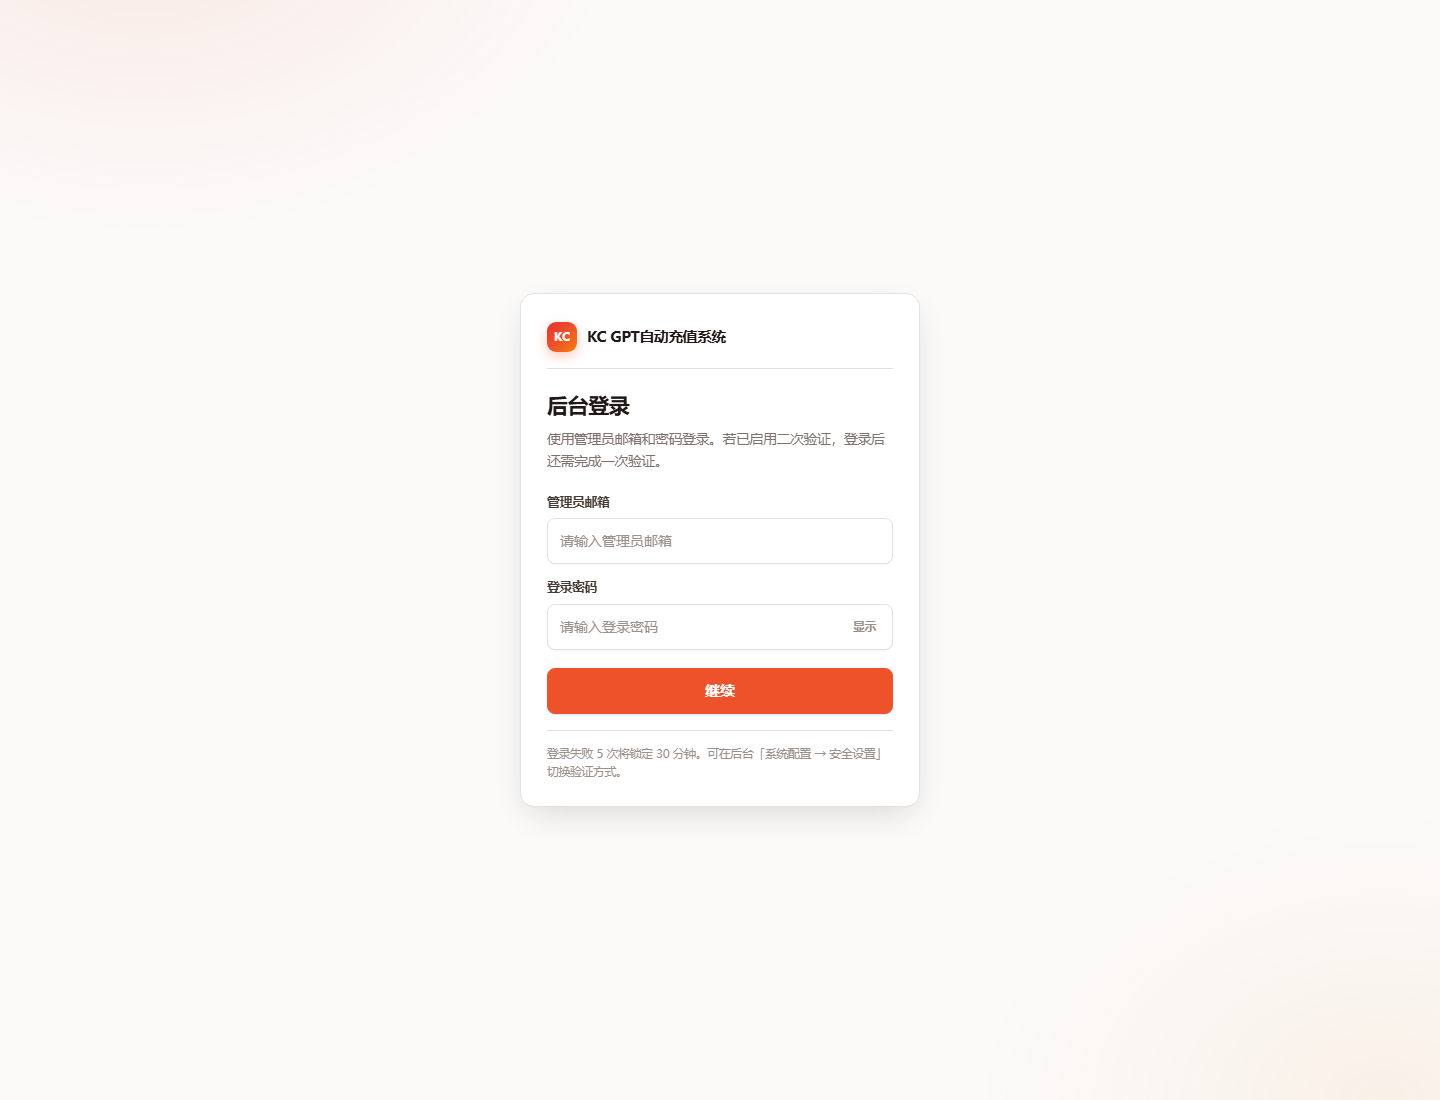 KC
KC GPT自动充值系统
后台登录
使用管理员邮箱和密码登录。若已启用二次验证，登录后
还需完成一次验证。
管理员邮箱
请输入管理员邮箱
登录密码
请输入登录密码
显示
继续
登录失败 5 次将锁定 30 分钟。可在后台「系统配置 → 安全设置」
切换验证方式。